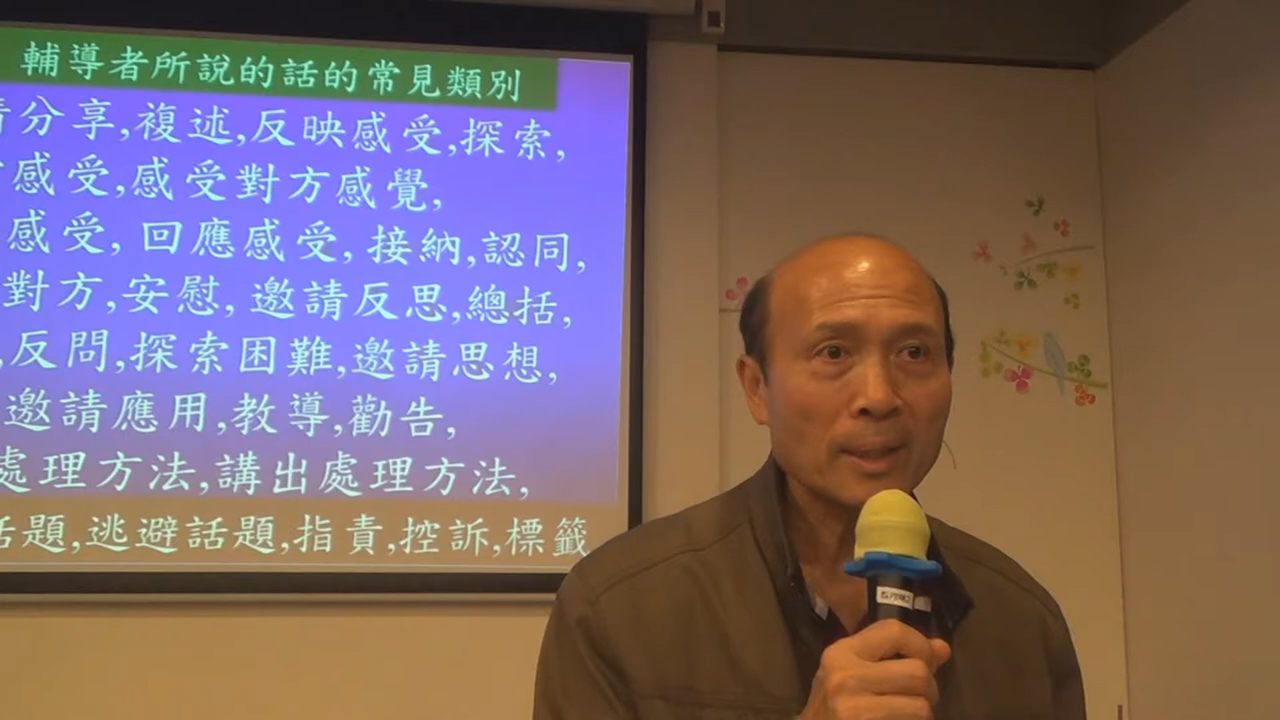 輔導者所說的話的常見類別
分享,複述,反映感受,探索,
感受,感受對方感覺,
感受, 回應感受, 接納,認同,
對方,安慰, 邀請反思,總括,
,反問,探索困難,邀請思想,
邀請應用,教導,勸告,
處理方法,講出處理方法,
話題,逃避話題,指責,控訴,標籤